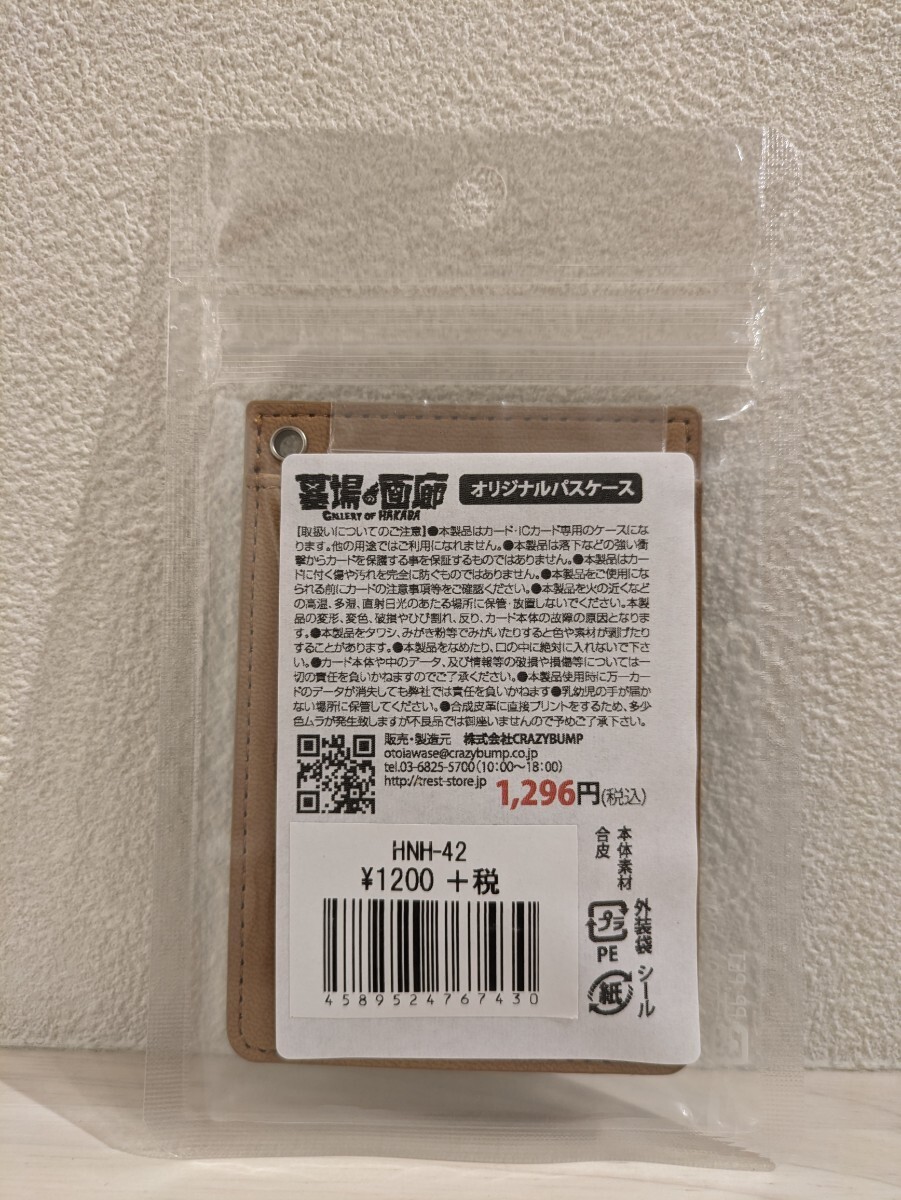 墓場の画廊
GALLERY OF HAKABA
オリジナルパスケース
【取扱いについてのご注意】●本製品はカード・ICカード専用のケースにな
ります。他の用途ではご利用になれません。●本製品は落下などの強い衝
撃からカードを保護する事を保証するものではありません。●本製品はカー
ドに付く傷や汚れを完全に防ぐものではありません。●本製品をご使用にな
られる前にカードの注意事項等をご確認ください。●本製品を火の近くなど
の高温、多湿、直射日光のあたる場所に保管・放置しないでください。本製
品の変形、変色、破損やひび割れ、反り、カード本体の故障の原因となりま
す。●本製品をタワシ、みがき粉等でみがいたりすると色や素材が剥げたり
することがあります。●本製品をなめたり、口の中に絶対に入れないで下さ
い。●カード本体や中のデータ、及び情報等の破損や損傷等については一
切の責任を負いかねますのでご了承ください。●本製品使用時に万一カー
ドのデータが消失しても弊社では責任を負いかねます●乳幼児の手が届か
ない場所に保管してください。●合成皮革に直接プリントをするため、多少
色ムラが発生致しますが不良品では御座いませんので予めご了承下さい。
販売・製造元 株式会社CRAZYBUMP
otoiawase@crazybump.co.jp
tel.03-6825-5700(10:00〜18:00)
http://trest-store.jp
1,296円(税込)
HNH-42
¥1200 +税
4589524767430
本体素材
合皮
外装袋
プラ
PE
シール
紙